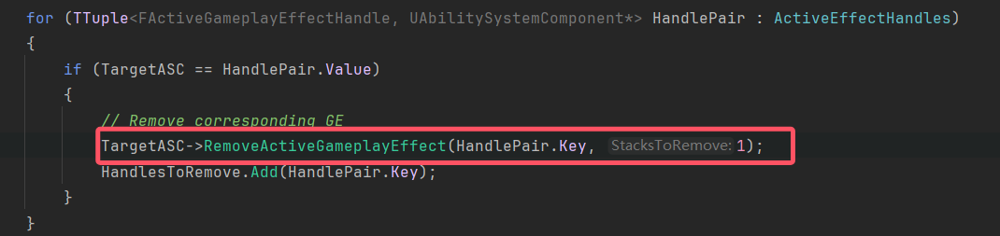 for (TTuple<FActiveGameplayEffectHandle, UAbilitySystemComponent*> HandlePair : ActiveEffectHandles)
{
if (TargetASC == HandlePair.Value)
{
// Remove corresponding GE
TargetASC->RemoveActiveGameplayEffect(HandlePair.Key, StacksToRemove: 1);
HandlesToRemove.Add(HandlePair.Key);
}
}